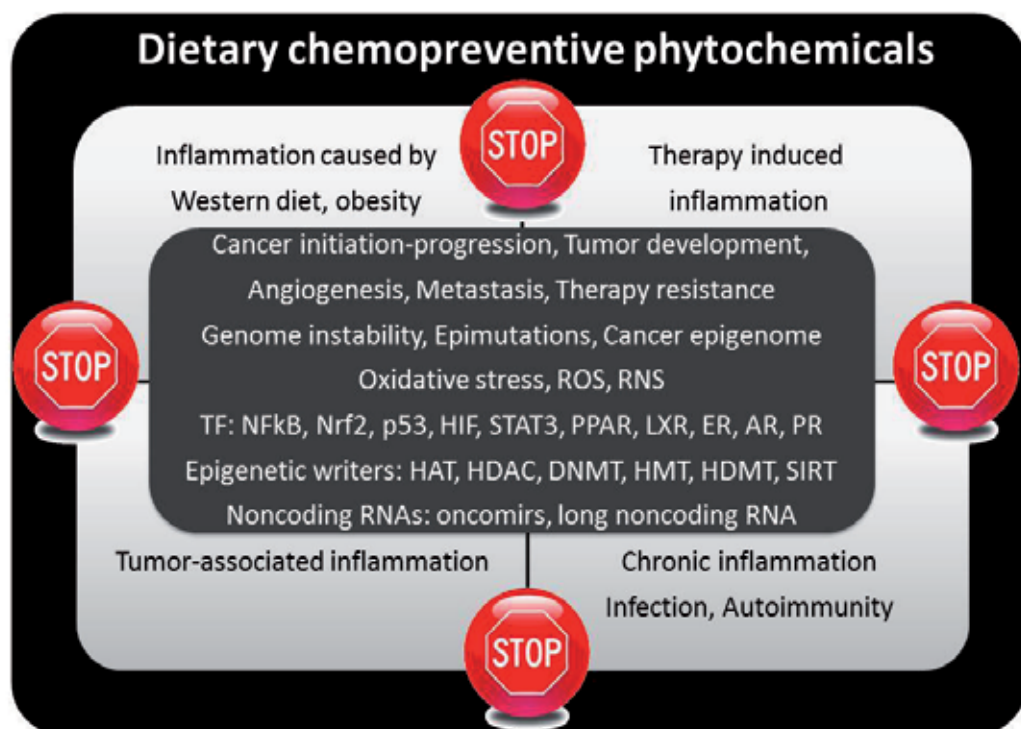 Dietary chemopreventive phytochemicals
STOP
Inflammation caused by
Western diet, obesity
Therapy induced
inflammation
Cancer initiation-progression, Tumor development,
Angiogenesis, Metastasis, Therapy resistance
Genome instability, Epimutations, Cancer epigenome
Oxidative stress, ROS, RNS
TF: NFkB, Nrf2, p53, HIF, STAT3, PPAR, LXR, ER, AR, PR
Epigenetic writers: HAT, HDAC, DNMT, HMT, HDMT, SIRT
Noncoding RNAs: oncomirs, long noncoding RNA
STOP
STOP
Tumor-associated inflammation
Chronic inflammation
Infection, Autoimmunity
STOP